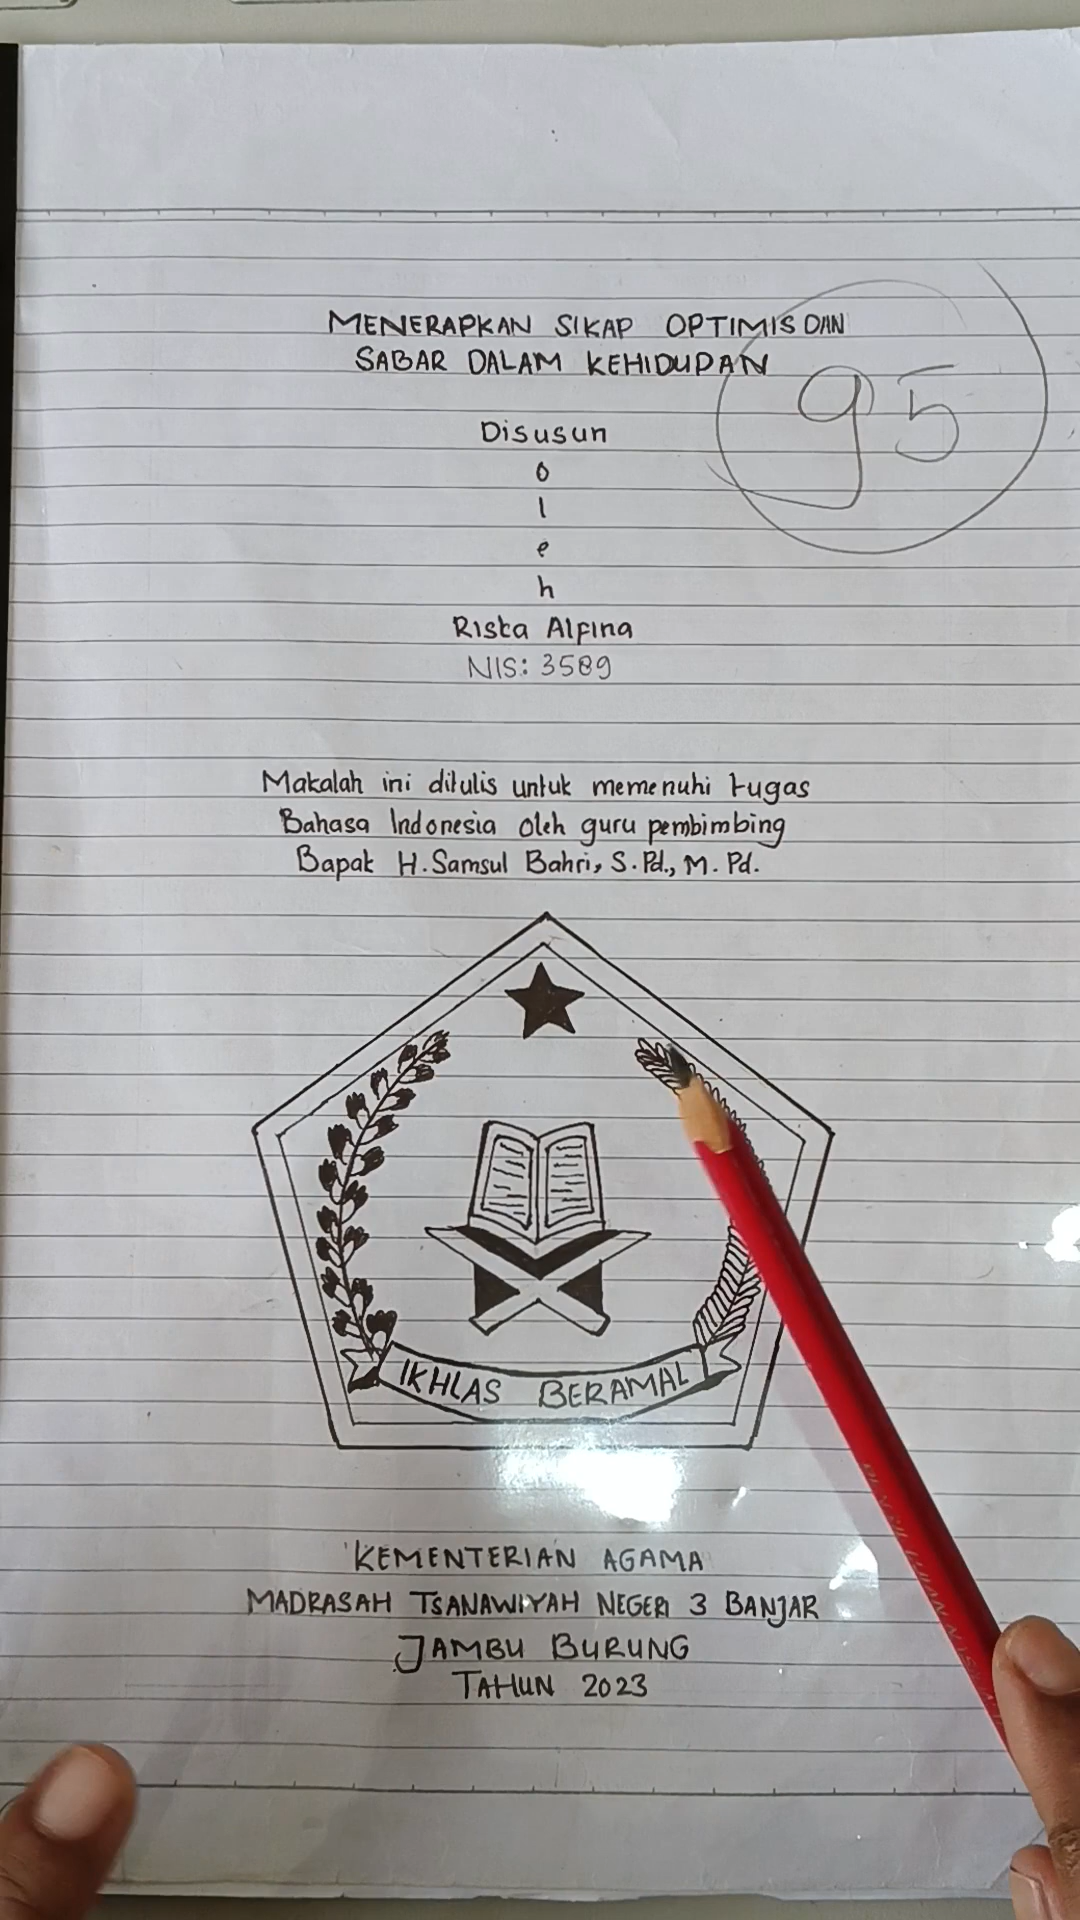 MENERAPKAN SIKAP OPTIMIS DAN
SABAR DALAM KEHIDUPAN
95
Disusun
o
l
e
h
Riska Alfina
NIS: 3589
Makalah ini ditulis untuk memenuhi tugas
Bahasa Indonesia oleh guru pembimbing
Bapak H. Samsul Bahri, S. Pd., M. Pd.
IKHLAS BERAMAL
KEMENTERIAN AGAMA
MADRASAH TSANAWIYAH NEGERI 3 BANJAR
JAMBU BURUNG
TAHUN 2023